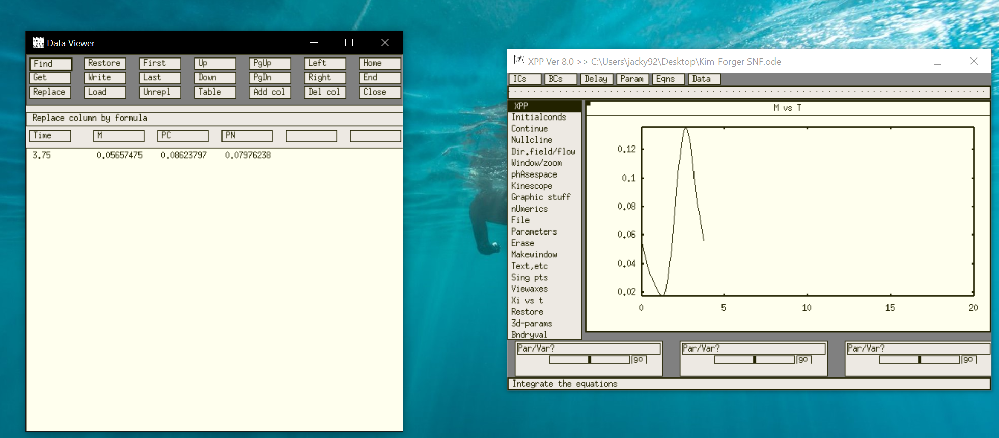 Data Viewer
Find Restore First Up PgUp Left Home
Get Write Last Down PgDn Right End
Replace Load Unrepl Table Add col Del col Close
Replace column by formula
Time M PC PN
3.75 0.05657475 0.08623797 0.07976238
XPP Ver 8.0 >> C:\Users\jacky92\Desktop\Kim_Forger SNF.ode
ICs BCs Delay Param Eqns Data
XPP
Initialconds
Continue
Nullcline
Dir.field/flow
Window/zoom
phAsespace
Kinescope
Graphic stuff
nUmerics
File
Parameters
Erase
Makewindow
Text,etc
Sing pts
Viewaxes
Xi vs t
Restore
3d-params
Bndryval
M vs T
0.12
0.1
0.08
0.06
0.04
0.02
0 5 10 15 20
Par/Var? Par/Var? Par/Var?
go go go
Integrate the equations